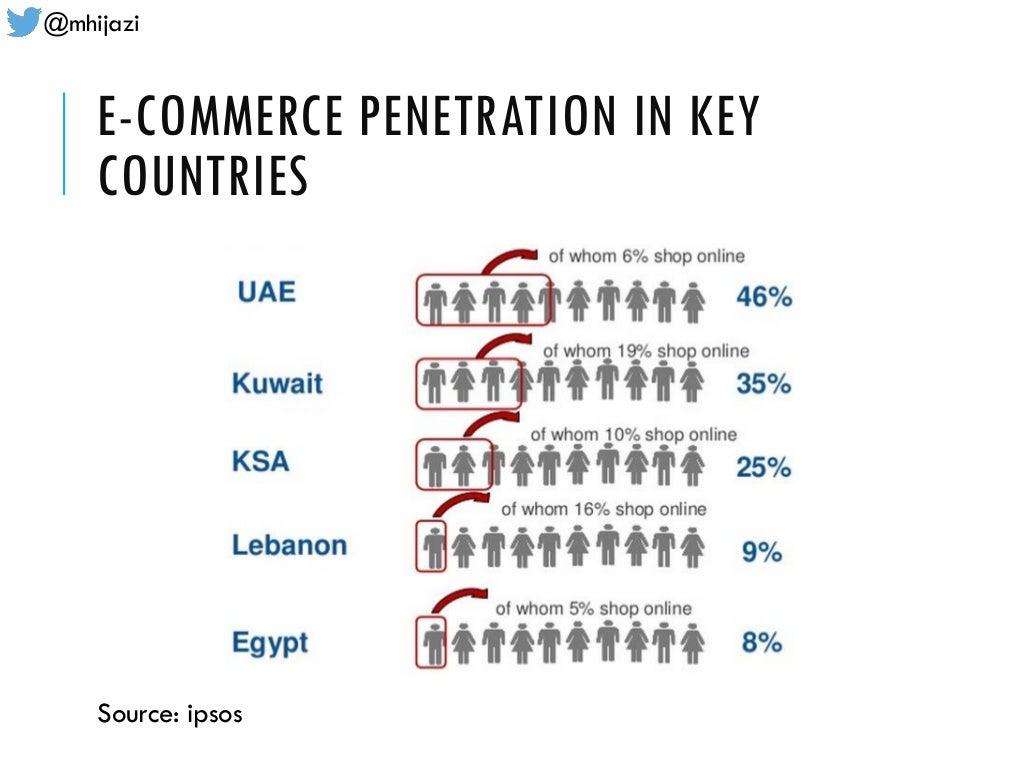 @mhijazi
E-COMMERCE PENETRATION IN KEY
COUNTRIES
of whom 6% shop online
UAE
46%
of whom 19% shop online
Kuwait
35%
of whom 10% shop online
KSA
25%
of whom 16% shop online
Lebanon
9%
of whom 5% shop online
Egypt
8%
Source: ipsos